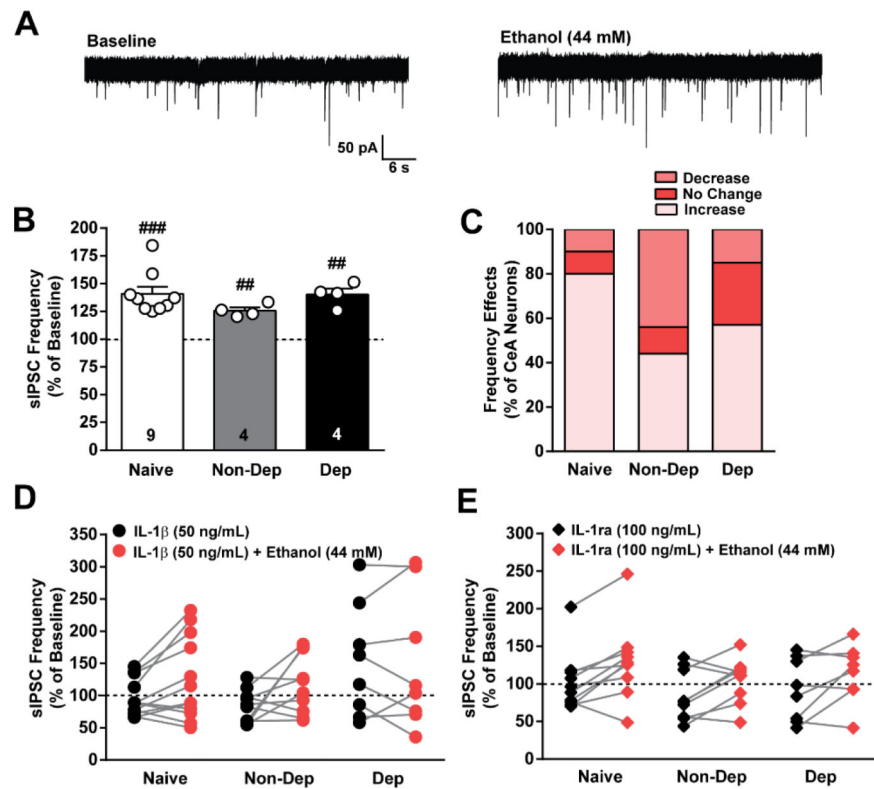 A
Baseline
Ethanol (44 mM)
50 pA
6 s
B
sIPSC Frequency
(% of Baseline)
200
175
150
125
100
75
50
25
0
###
##
##
9
4
4
Naive
Non-Dep
Dep
C
Decrease
No Change
Increase
Frequency Effects
(% of CeA Neurons)
100
80
60
40
20
0
Naive
Non-Dep
Dep
D
IL-1β (50 ng/mL)
IL-1β (50 ng/mL) + Ethanol (44 mM)
sIPSC Frequency
(% of Baseline)
350
300
250
200
150
100
50
0
Naive
Non-Dep
Dep
E
IL-1ra (100 ng/mL)
IL-1ra (100 ng/mL) + Ethanol (44 mM)
sIPSC Frequency
(% of Baseline)
300
250
200
150
100
50
0
Naive
Non-Dep
Dep